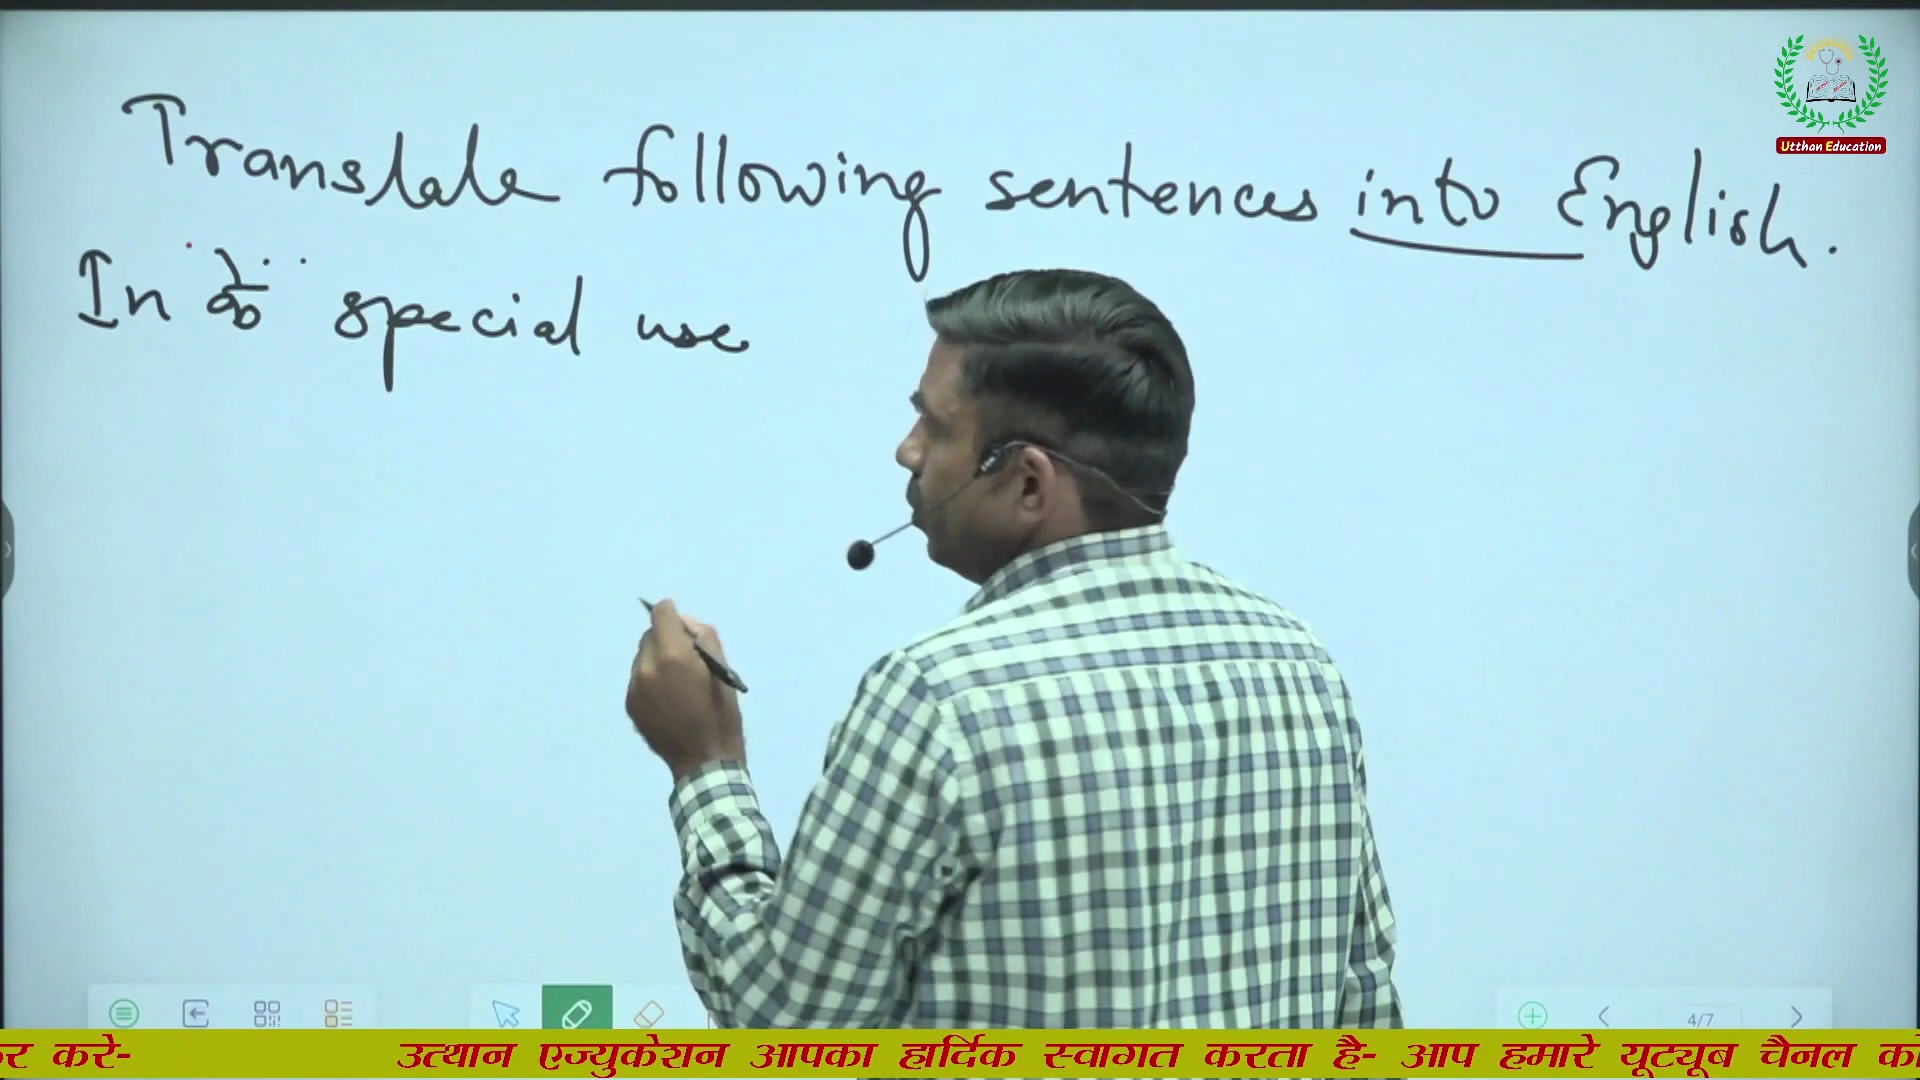 Utthan Education
Translate following sentences into English.
In के special use
4/7
र करे- उत्थान एज्युकेशन आपका हार्दिक स्वागत करता है- आप हमारे यूट्यूब चैनल को